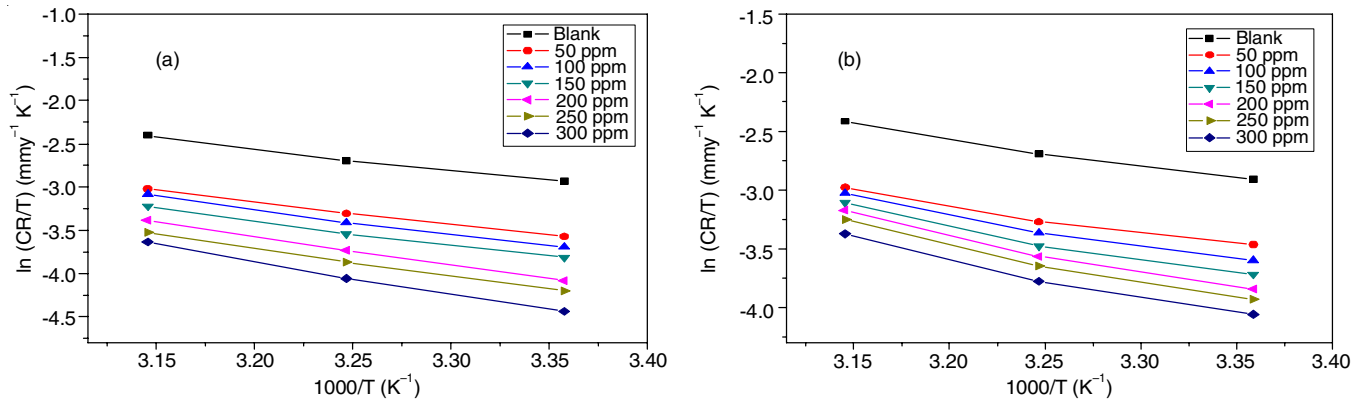 (a)
Blank
50 ppm
100 ppm
150 ppm
200 ppm
250 ppm
300 ppm
-1.0
-1.5
-2.0
-2.5
-3.0
-3.5
-4.0
-4.5
ln (CR/T) (mmy⁻¹ K⁻¹)
3.15 3.20 3.25 3.30 3.35 3.40
1000/T (K⁻¹)
(b)
Blank
50 ppm
100 ppm
150 ppm
200 ppm
250 ppm
300 ppm
-1.5
-2.0
-2.5
-3.0
-3.5
-4.0
ln (CR/T) (mmy⁻¹ K⁻¹)
3.15 3.20 3.25 3.30 3.35 3.40
1000/T (K⁻¹)